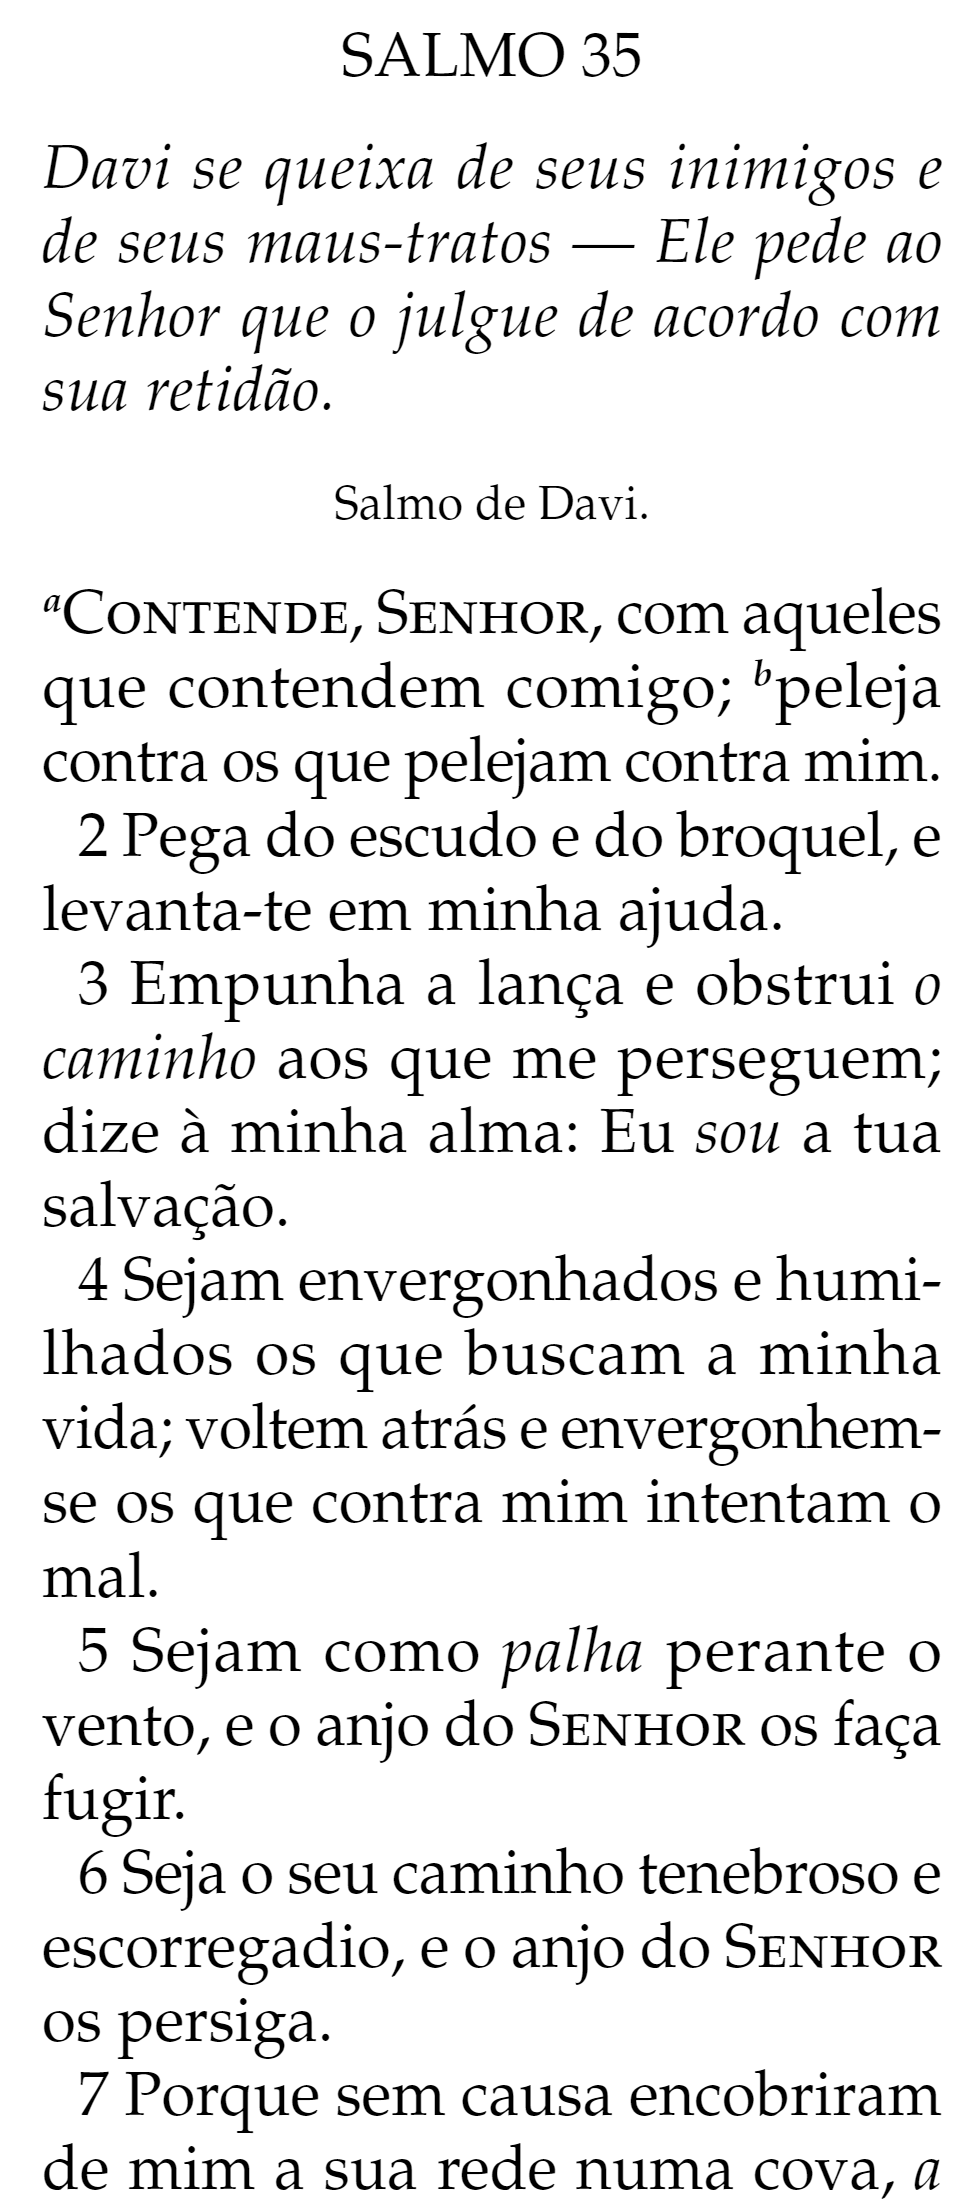 SALMO 35
Davi se queixa de seus inimigos e
de seus maus-tratos — Ele pede ao
Senhor que o julgue de acordo com
sua retidão.
Salmo de Davi.
aContende, Senhor, com aqueles
que contendem comigo; bpeleja
contra os que pelejam contra mim.
2 Pega do escudo e do broquel, e
levanta-te em minha ajuda.
3 Empunha a lança e obstrui o
caminho aos que me perseguem;
dize à minha alma: Eu sou a tua
salvação.
4 Sejam envergonhados e humi-
lhados os que buscam a minha
vida; voltem atrás e envergonhem-
se os que contra mim intentam o
mal.
5 Sejam como palha perante o
vento, e o anjo do Senhor os faça
fugir.
6 Seja o seu caminho tenebroso e
escorregadio, e o anjo do Senhor
os persiga.
7 Porque sem causa encobriram
de mim a sua rede numa cova, a